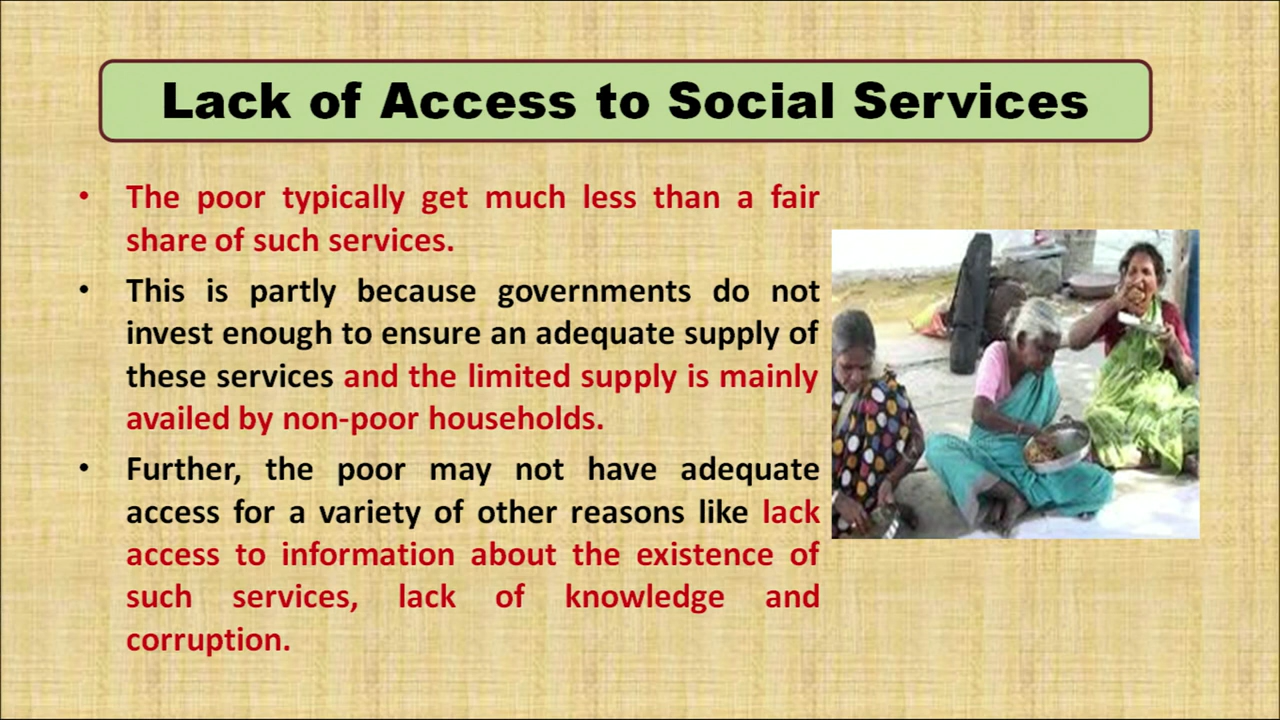 Lack of Access to Social Services
• The poor typically get much less than a fair
share of such services.
• This is partly because governments do not
invest enough to ensure an adequate supply of
these services and the limited supply is mainly
availed by non-poor households.
• Further, the poor may not have adequate
access for a variety of other reasons like lack
access to information about the existence of
such services, lack of knowledge and
corruption.